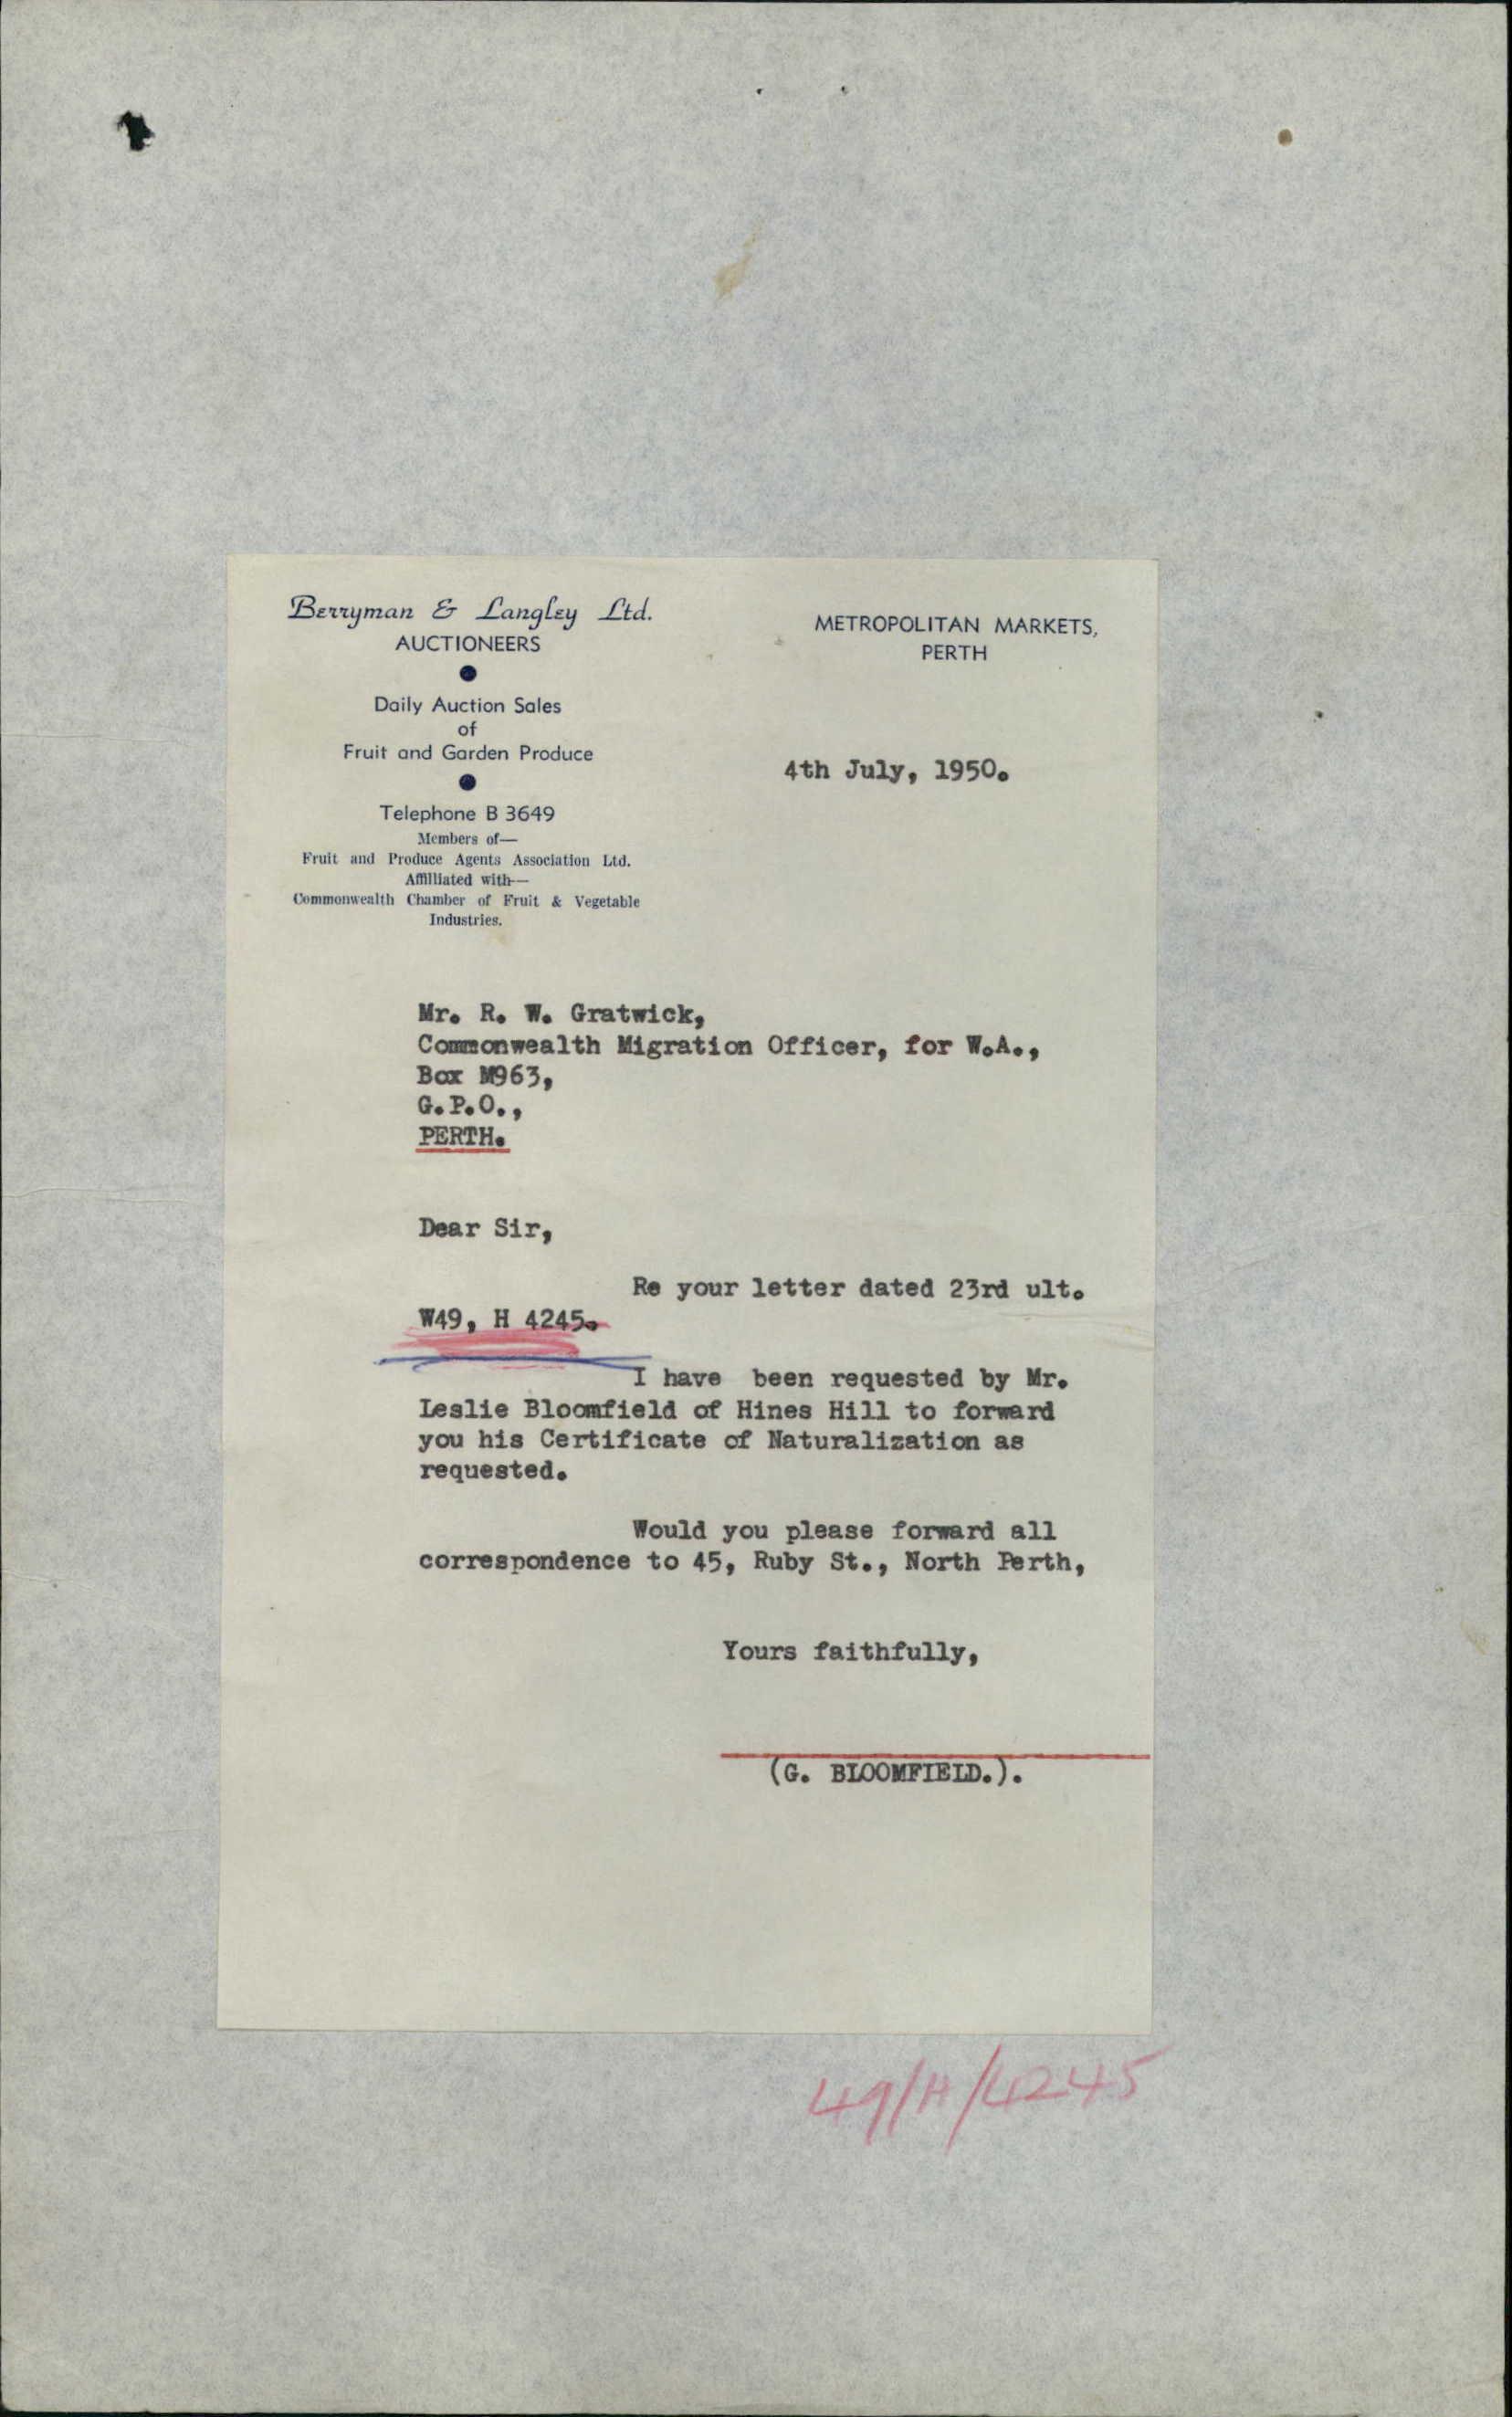 Berryman & Langley Ltd.
AUCTIONEERS
Daily Auction Sales
of
Fruit and Garden Produce
Telephone B 3649
Members of—
Fruit and Produce Agents Association Ltd.
Affiliated with—
Commonwealth Chamber of Fruit & Vegetable
Industries.
METROPOLITAN MARKETS,
PERTH
4th July, 1950.
Mr. R. W. Gratwick,
Commonwealth Migration Officer, for W.A.,
Box M963,
G.P.O.,
PERTH.
Dear Sir,
Re your letter dated 23rd ult.
W49, H 4245.
I have been requested by Mr.
Leslie Bloomfield of Hines Hill to forward
you his Certificate of Naturalization as
requested.
Would you please forward all
correspondence to 45, Ruby St., North Perth,
Yours faithfully,
(G. BLOOMFIELD.).
49/H/4245